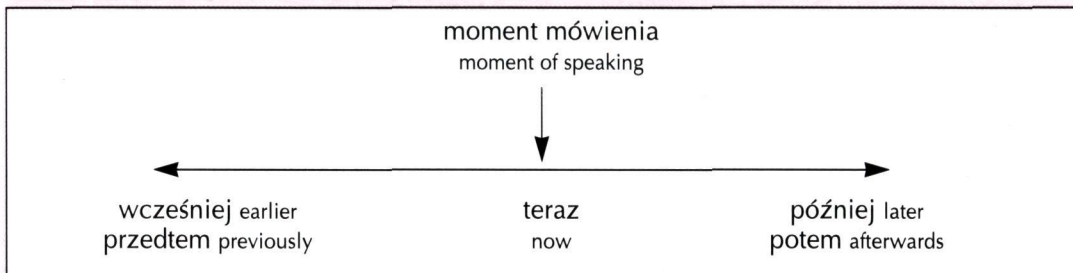 moment mówienia
moment of speaking
wcześniej earlier
przedtem previously
teraz
now
później later
potem afterwards